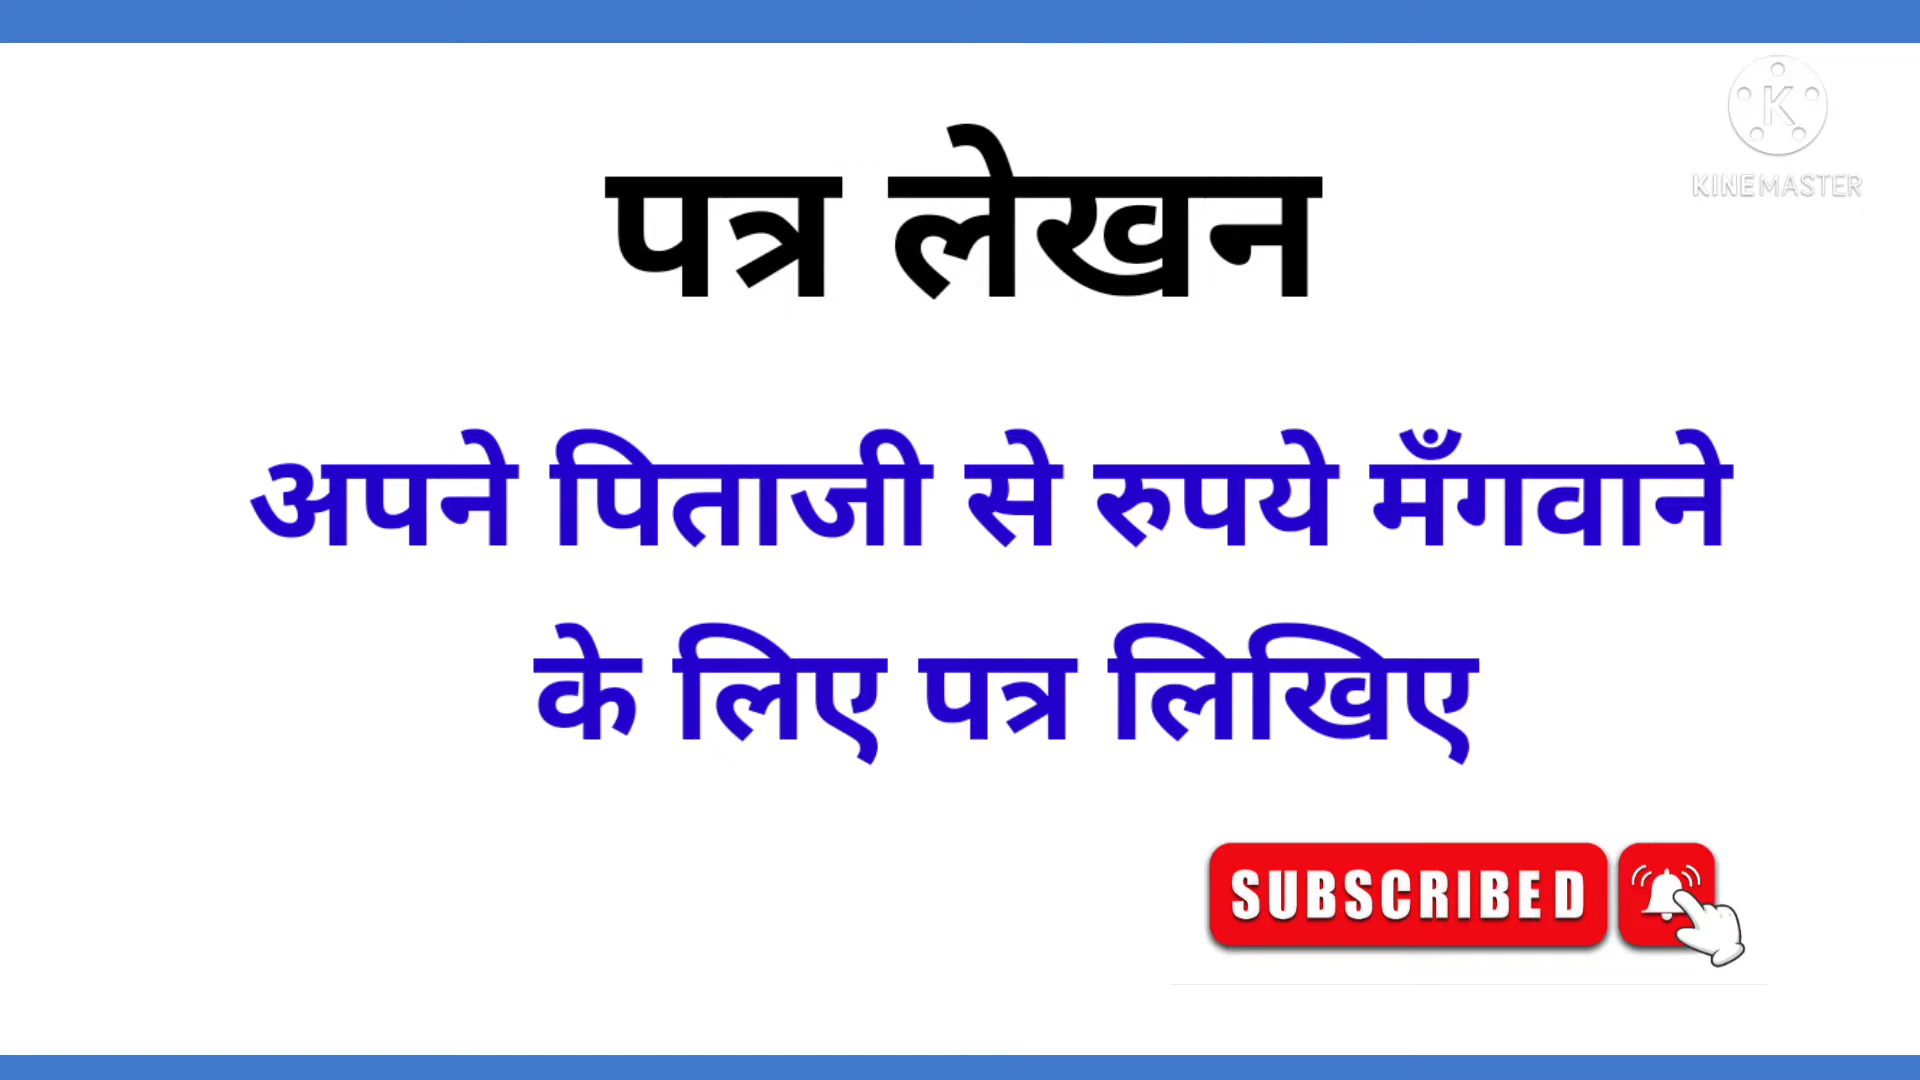 K
KINEMASTER
पत्र लेखन
अपने पिताजी से रुपये मँगवाने
के लिए पत्र लिखिए
SUBSCRIBED